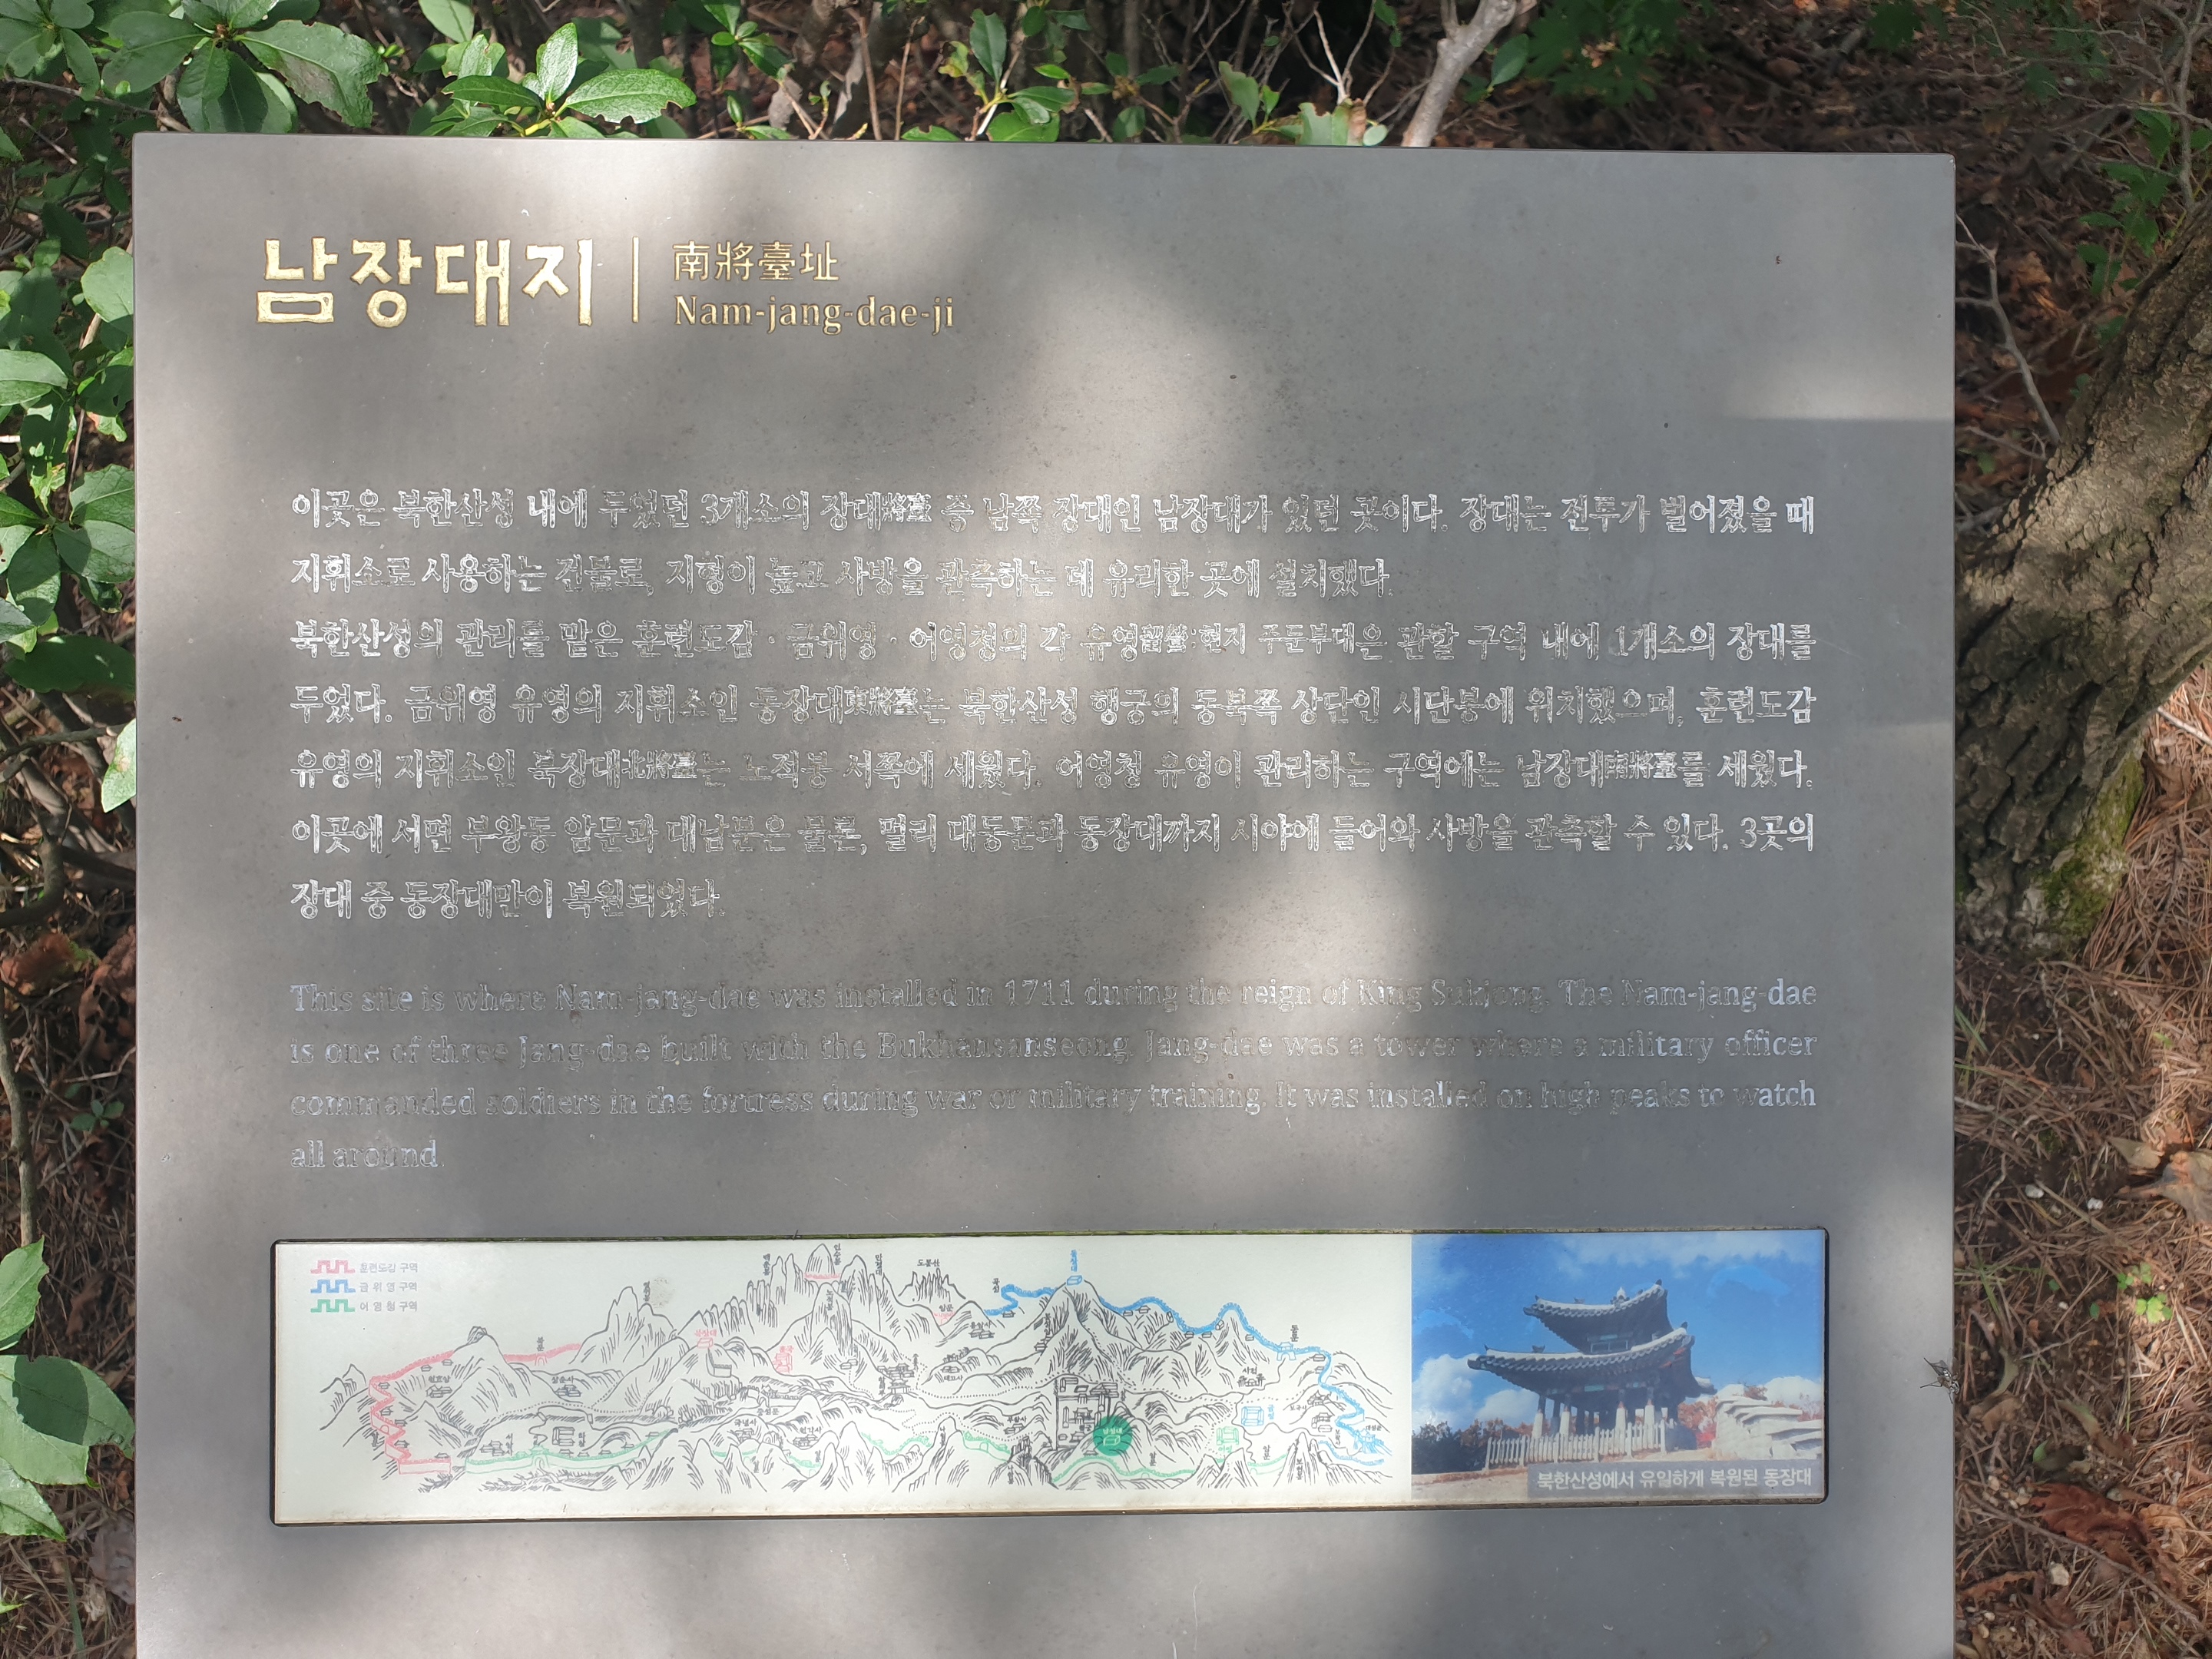 남장대지
南將臺址
Nam-jang-dae-ji
이곳은 북한산성 내에 두었던 3개소의 장대將臺 중 남쪽 장대인 남장대가 있던 곳이다. 장대는 전투가 벌어졌을 때
지휘소로 사용하는 건물로, 지형이 높고 사방을 관측하는 데 유리한 곳에 설치했다.
북한산성의 관리를 맡은 훈련도감 · 금위영 · 어영청의 각 유영留營:현지 주둔부대은 관할 구역 내에 1개소의 장대를
두었다. 금위영 유영의 지휘소인 동장대東將臺는 북한산성 행궁의 동북쪽 상단인 시단봉에 위치했으며, 훈련도감
유영의 지휘소인 북장대北將臺는 노적봉 서쪽에 세웠다. 어영청 유영이 관리하는 구역에는 남장대南將臺를 세웠다.
이곳에 서면 부왕동 암문과 대남문은 물론, 멀리 대동문과 동장대까지 시야에 들어와 사방을 관측할 수 있다. 3곳의
장대 중 동장대만이 복원되었다.
This site is where Nam-jang-dae was installed in 1711 during the reign of King Sukjong. The Nam-jang-dae
is one of three Jang-dae built with the Bukhansanseong. Jang-dae was a tower where a military officer
commanded soldiers in the fortress during war or military training. It was installed on high peaks to watch
all around.
훈련도감 구역
금 위 영 구역
어 영 청 구역
도봉산
북한산성에서 유일하게 복원된 동장대